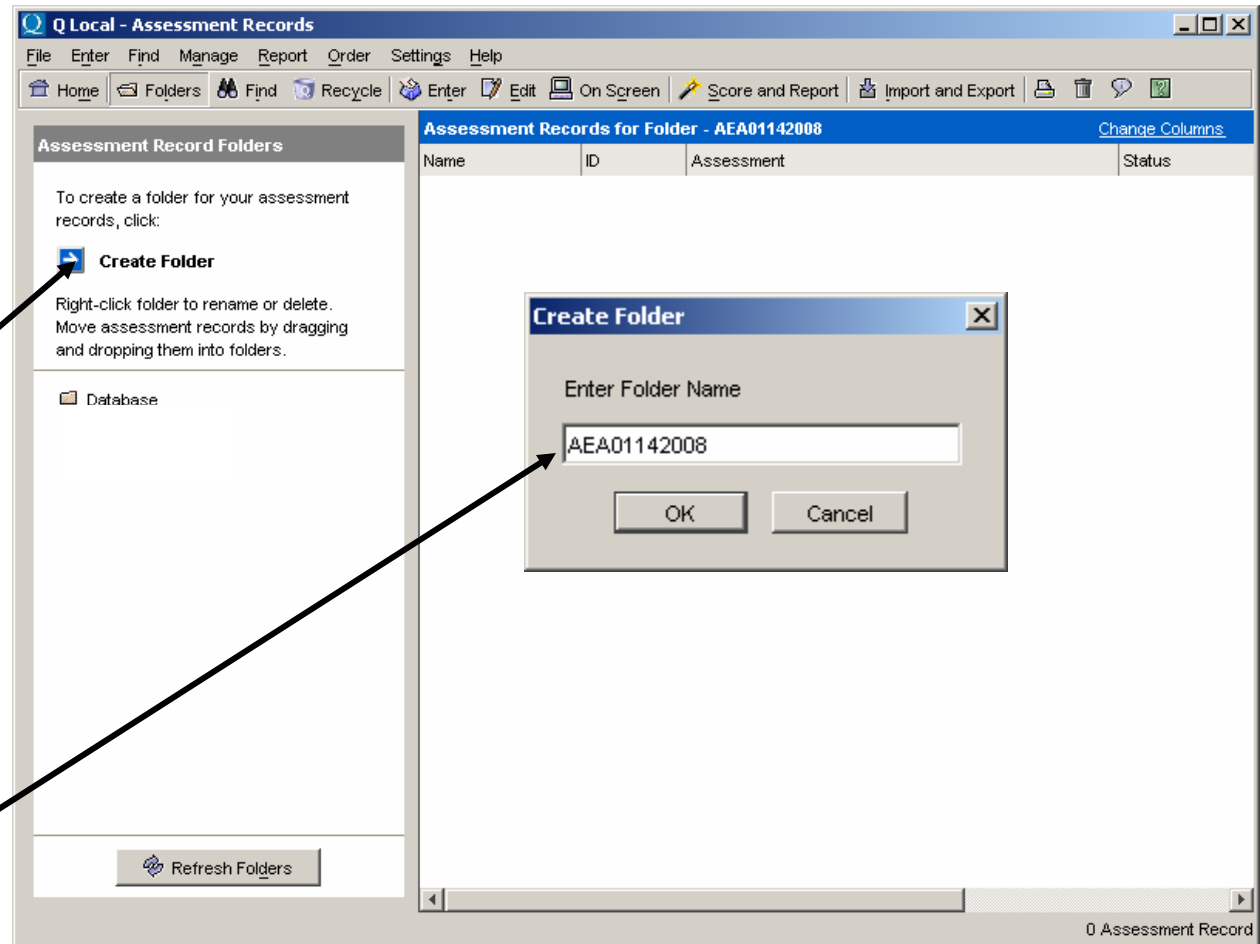 Q Local - Assessment Records
File Enter Find Manage Report Order Settings Help
Home Folders Find Recycle Enter Edit On Screen Score and Report Import and Export
Assessment Record Folders
To create a folder for your assessment
records, click:
Create Folder
Right-click folder to rename or delete.
Move assessment records by dragging
and dropping them into folders.
Database
Refresh Folders
Assessment Records for Folder - AEA01142008 Change Columns
Name ID Assessment Status
Create Folder
Enter Folder Name
AEA01142008
OK Cancel
0 Assessment Record